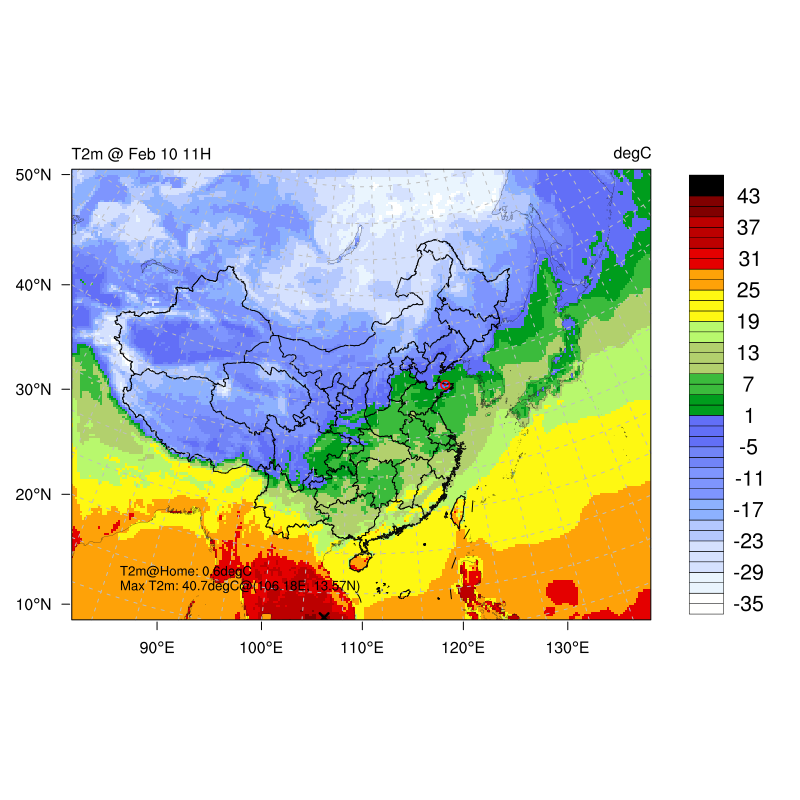 T2m @ Feb 10 11H
degC
50°N
40°N
30°N
20°N
10°N
T2m@Home: 0.6degC
Max T2m: 40.7degC@(106.18E, 13.57N)
90°E
100°E
110°E
120°E
130°E
43
37
31
25
19
13
7
1
-5
-11
-17
-23
-29
-35